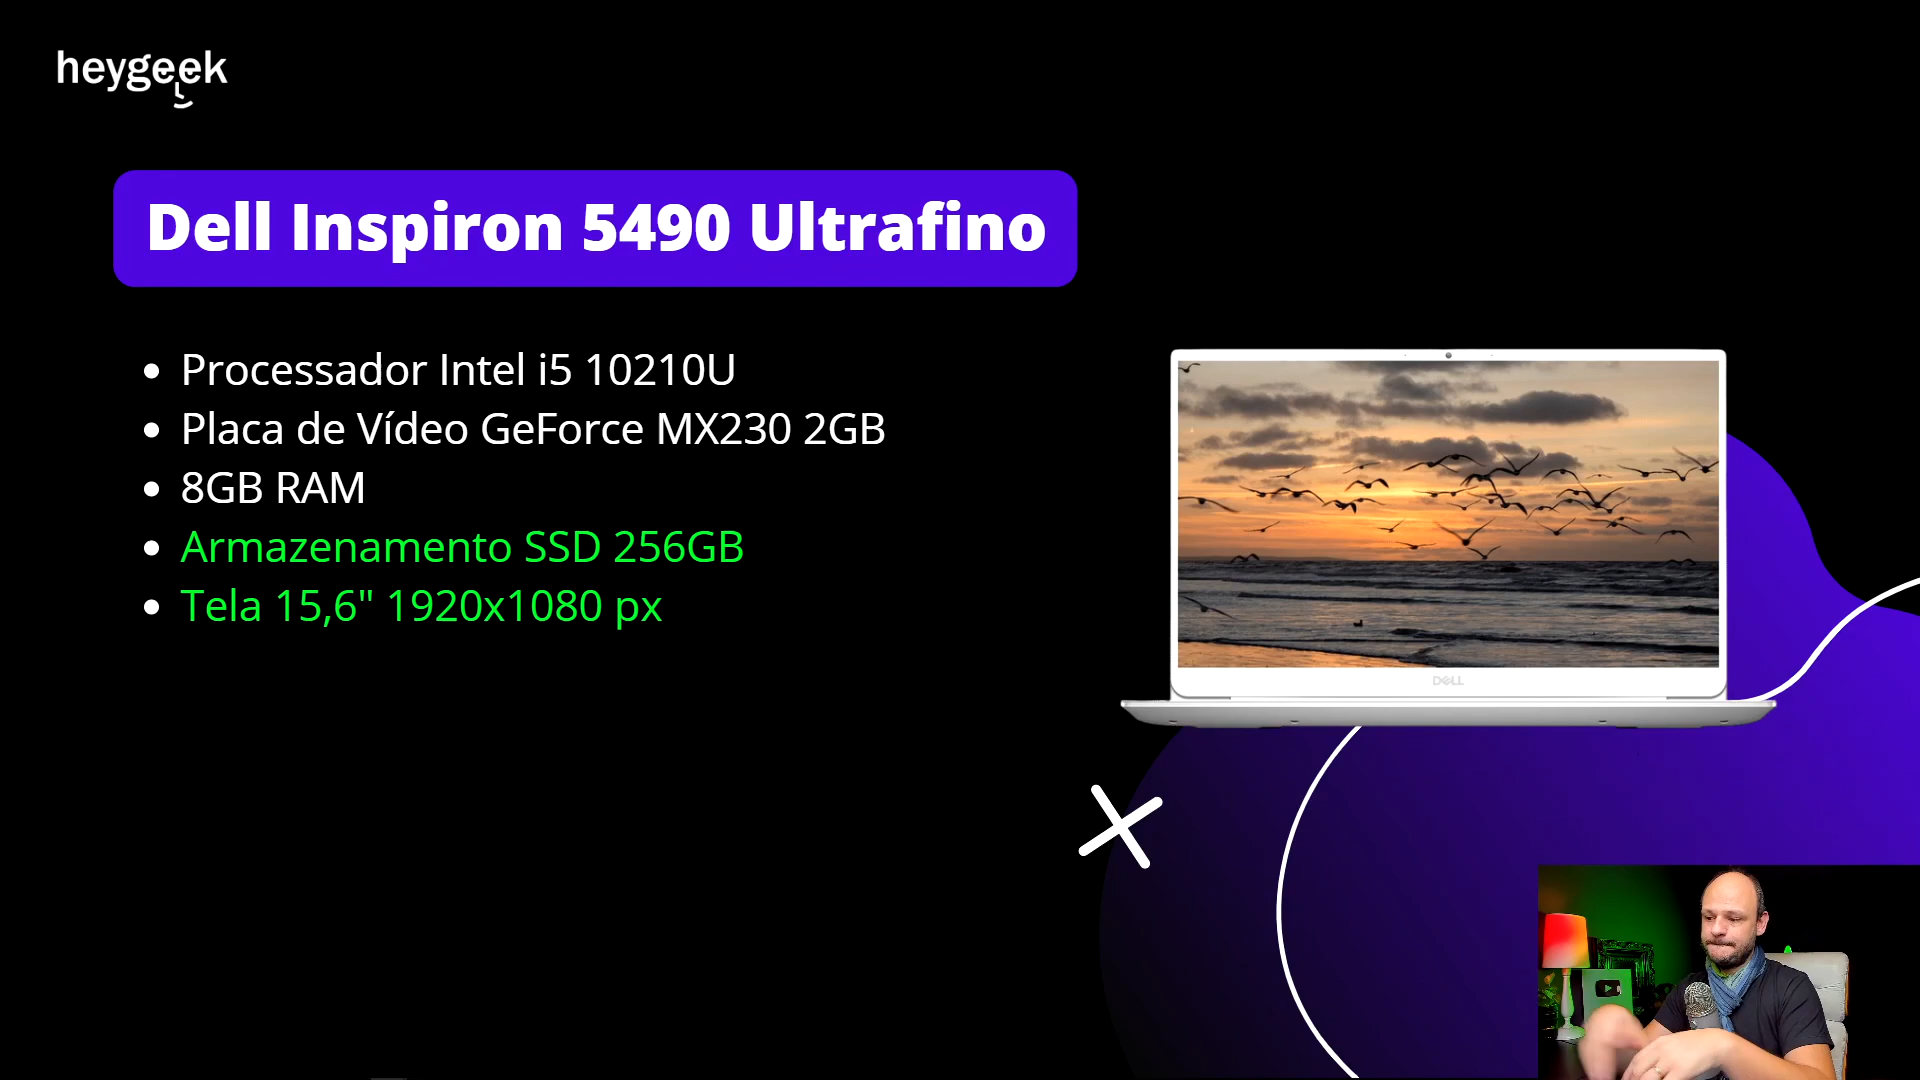 heygeek
Dell Inspiron 5490 Ultrafino
Processador Intel i5 10210U
Placa de Vídeo GeForce MX230 2GB
8GB RAM
Armazenamento SSD 256GB
Tela 15,6" 1920x1080 px
DELL